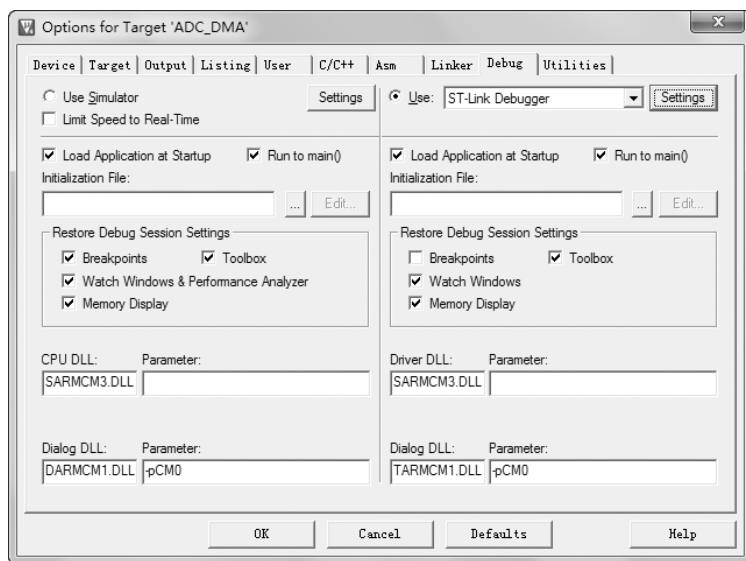 Options for Target 'ADC_DMA'
Device Target Output Listing User C/C++ Asm Linker Debug Utilities
Use Simulator Settings
Limit Speed to Real-Time
Use: ST-Link Debugger Settings
Load Application at Startup Run to main()
Initialization File:
... Edit...
Restore Debug Session Settings
Breakpoints Toolbox
Watch Windows & Performance Analyzer
Memory Display
CPU DLL: Parameter:
SARMCM3.DLL
Dialog DLL: Parameter:
DARMCM1.DLL -pCM0
Load Application at Startup Run to main()
Initialization File:
... Edit...
Restore Debug Session Settings
Breakpoints Toolbox
Watch Windows
Memory Display
Driver DLL: Parameter:
SARMCM3.DLL
Dialog DLL: Parameter:
TARMCM1.DLL -pCM0
OK Cancel Defaults Help